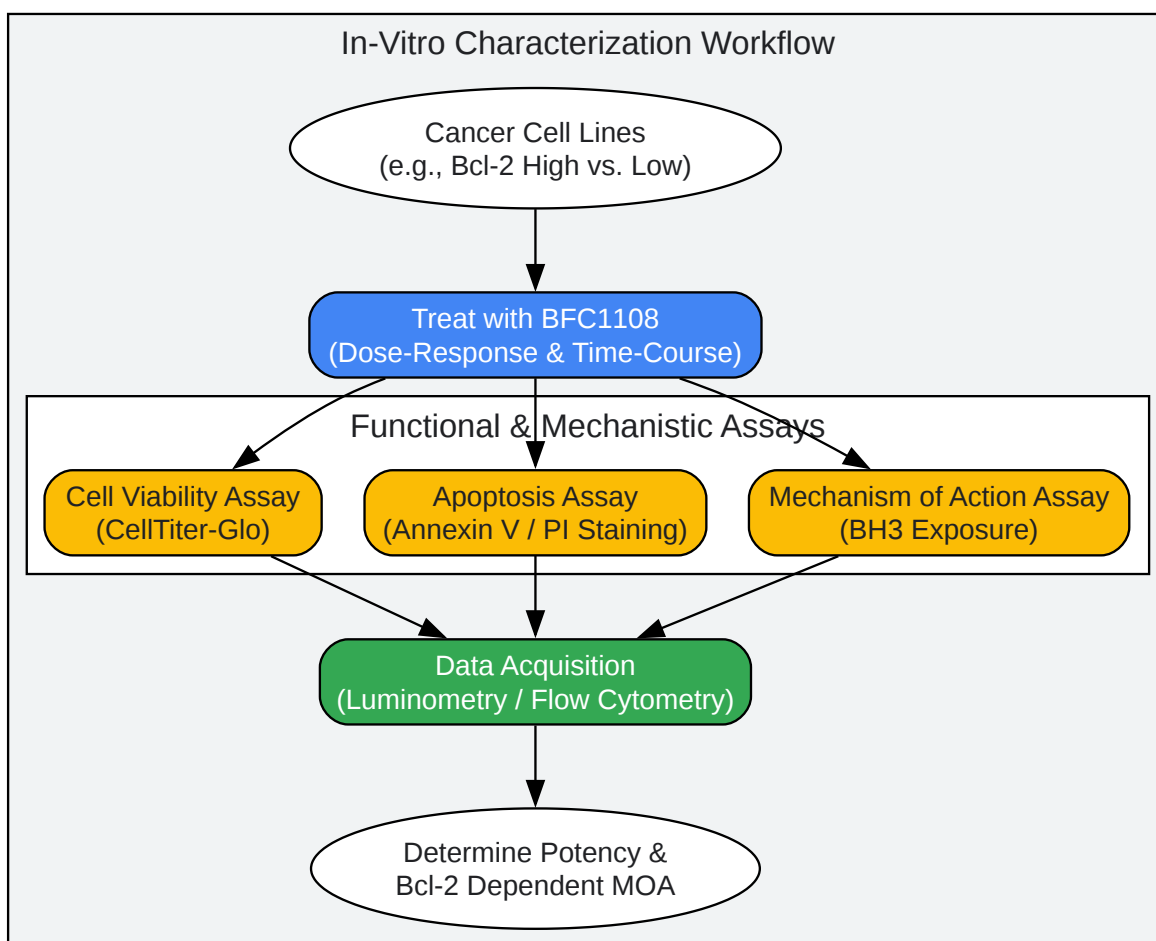 In-Vitro Characterization Workflow
Cancer Cell Lines
(e.g., Bcl-2 High vs. Low)
Treat with BFC1108
(Dose-Response & Time-Course)
Functional & Mechanistic Assays
Cell Viability Assay
(CellTiter-Glo)
Apoptosis Assay
(Annexin V / PI Staining)
Mechanism of Action Assay
(BH3 Exposure)
Data Acquisition
(Luminometry / Flow Cytometry)
Determine Potency &
Bcl-2 Dependent MOA